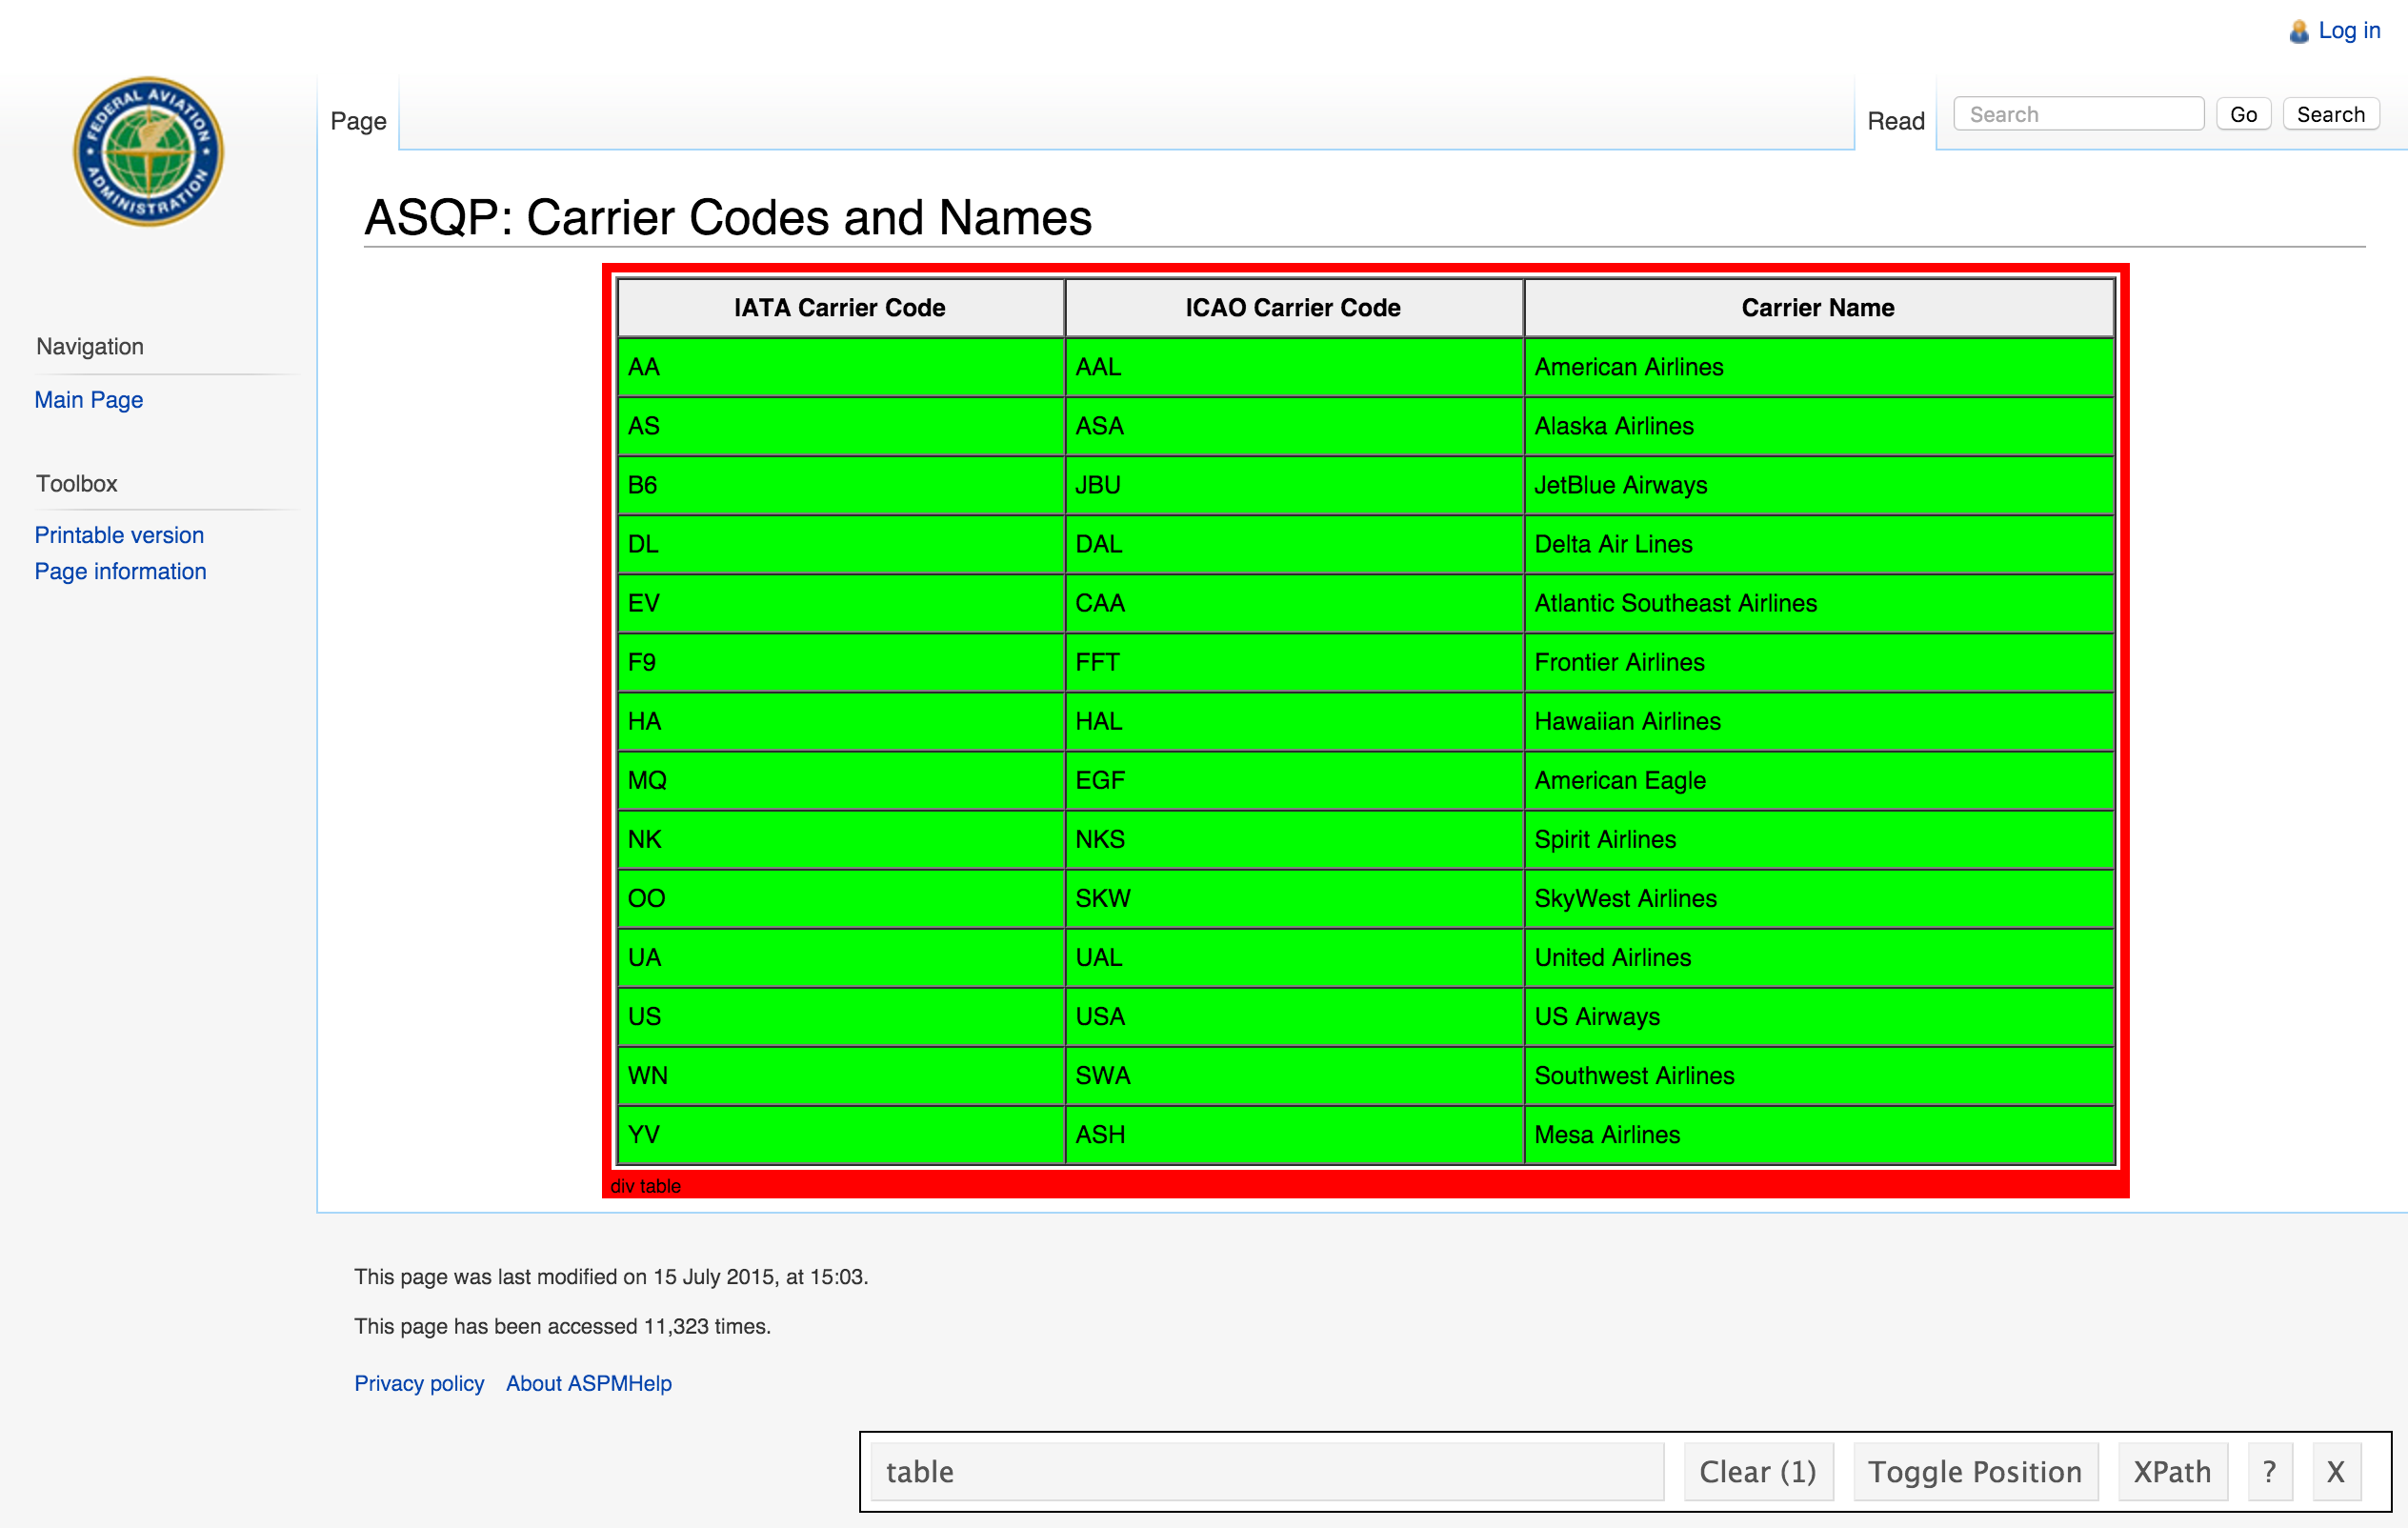 Log in
FEDERAL AVIATION
ADMINISTRATION
Page
Read
Search
Go
Search
ASQP: Carrier Codes and Names
Navigation
Main Page
Toolbox
Printable version
Page information
IATA Carrier Code ICAO Carrier Code Carrier Name
AA AAL American Airlines
AS ASA Alaska Airlines
B6 JBU JetBlue Airways
DL DAL Delta Air Lines
EV CAA Atlantic Southeast Airlines
F9 FFT Frontier Airlines
HA HAL Hawaiian Airlines
MQ EGF American Eagle
NK NKS Spirit Airlines
OO SKW SkyWest Airlines
UA UAL United Airlines
US USA US Airways
WN SWA Southwest Airlines
YV ASH Mesa Airlines
div table
This page was last modified on 15 July 2015, at 15:03.
This page has been accessed 11,323 times.
Privacy policy About ASPMHelp
table Clear (1) Toggle Position XPath ? X